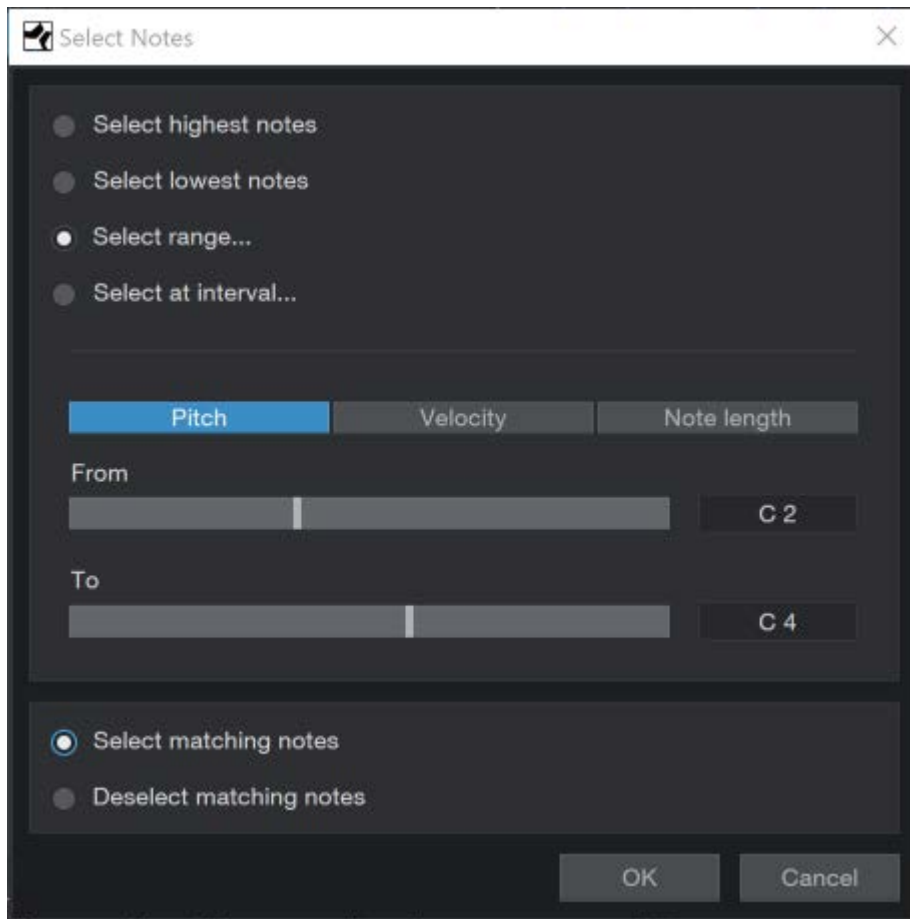 Select Notes
Select highest notes
Select lowest notes
Select range...
Select at interval...
Pitch Velocity Note length
From
C 2
To
C 4
Select matching notes
Deselect matching notes
OK Cancel